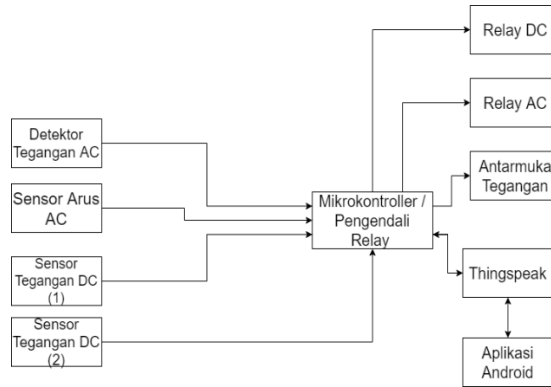 Relay DC
Relay AC
Detektor
Tegangan AC
Antarmuka
Tegangan
Sensor Arus
AC
Mikrokontroller /
Pengendali
Relay
Sensor
Tegangan DC
(1)
Thingspeak
Sensor
Tegangan DC
(2)
Aplikasi
Android